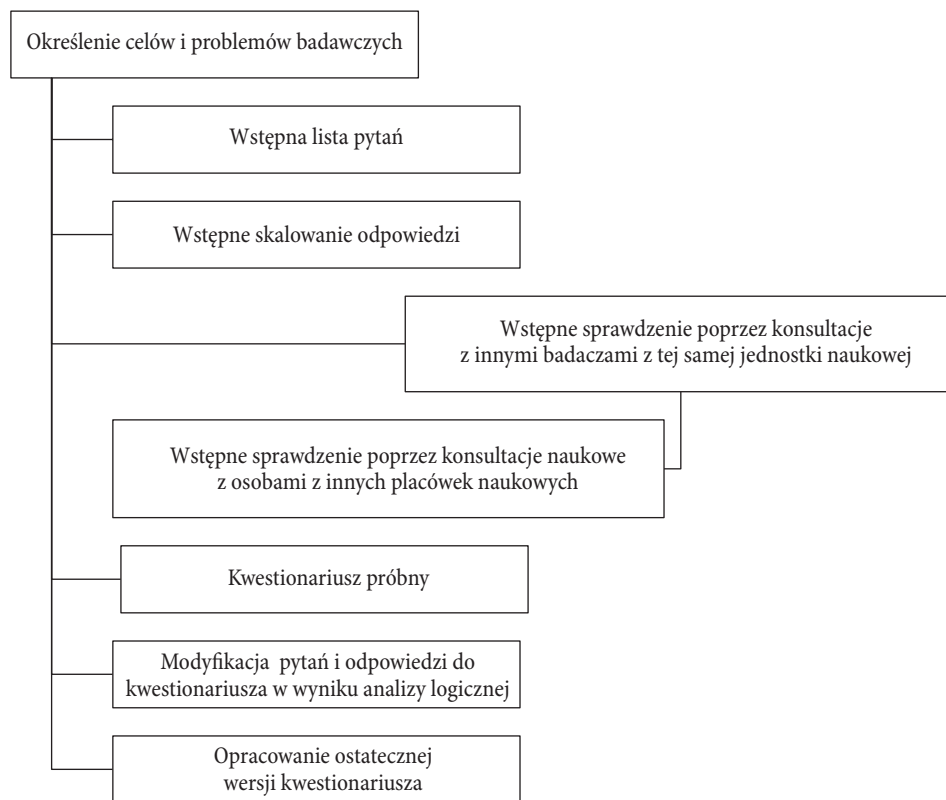 Określenie celów i problemów badawczych
Wstępna lista pytań
Wstępne skalowanie odpowiedzi
Wstępne sprawdzenie poprzez konsultacje
z innymi badaczami z tej samej jednostki naukowej
Wstępne sprawdzenie poprzez konsultacje naukowe
z osobami z innych placówek naukowych
Kwestionariusz próbny
Modyfikacja pytań i odpowiedzi do
kwestionariusza w wyniku analizy logicznej
Opracowanie ostatecznej
wersji kwestionariusza